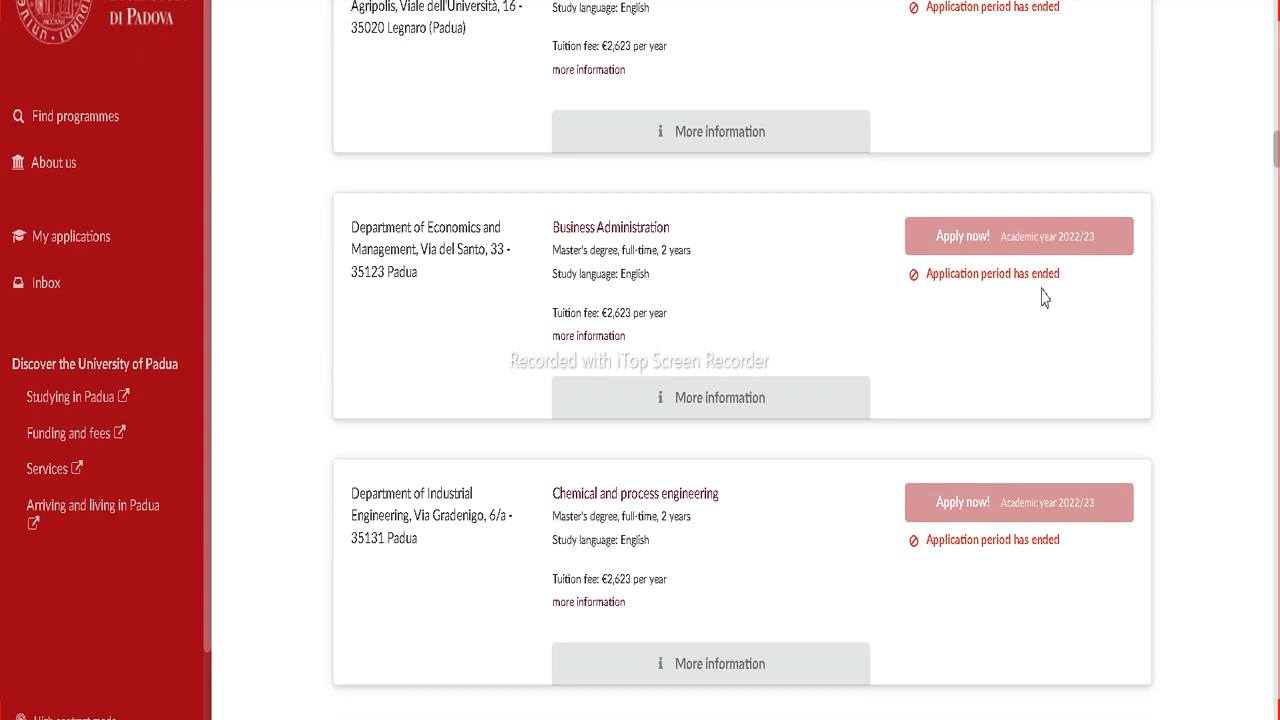 DI PADOVA
Find programmes
About us
My applications
Inbox
Discover the University of Padua
Studying in Padua
Funding and fees
Services
Arriving and living in Padua
Agripolis, Viale dell'Università, 16 -
35020 Legnaro (Padua)
Study language: English
Tuition fee: €2,623 per year
more information
Application period has ended
More information
Department of Economics and
Management, Via del Santo, 33 -
35123 Padua
Business Administration
Master's degree, full-time, 2 years
Study language: English
Tuition fee: €2,623 per year
more information
Apply now! Academic year 2022/23
Application period has ended
Recorded with iTop Screen Recorder
More information
Department of Industrial
Engineering, Via Gradenigo, 6/a -
35131 Padua
Chemical and process engineering
Master's degree, full-time, 2 years
Study language: English
Tuition fee: €2,623 per year
more information
Apply now! Academic year 2022/23
Application period has ended
More information